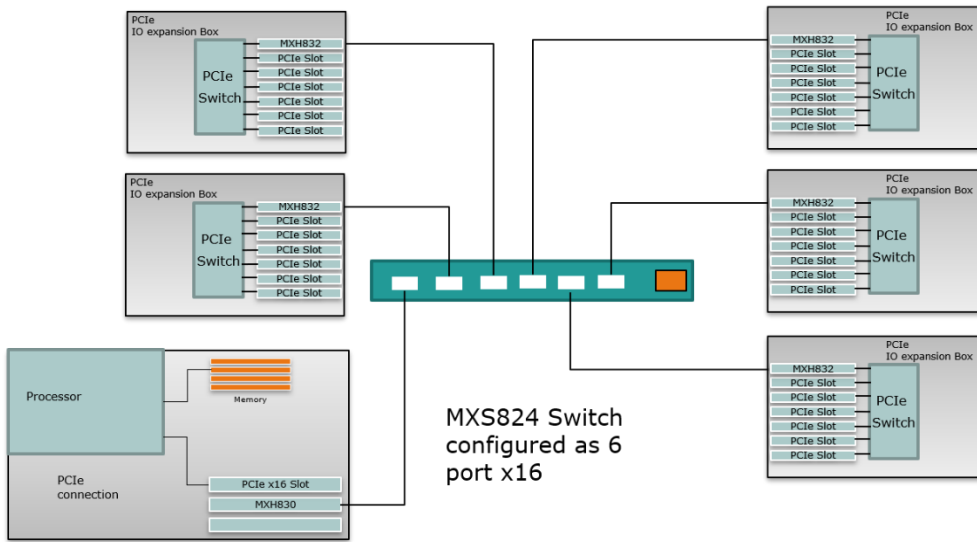 PCIe
IO expansion Box
MXH832
PCIe Slot
PCIe Slot
PCIe Slot
PCIe Slot
PCIe Slot
PCIe Slot
PCIe
Switch
PCIe
IO expansion Box
MXH832
PCIe Slot
PCIe Slot
PCIe Slot
PCIe Slot
PCIe Slot
PCIe Slot
PCIe
Switch
PCIe
IO expansion Box
MXH832
PCIe Slot
PCIe Slot
PCIe Slot
PCIe Slot
PCIe Slot
PCIe Slot
PCIe
Switch
PCIe
IO expansion Box
MXH832
PCIe Slot
PCIe Slot
PCIe Slot
PCIe Slot
PCIe Slot
PCIe Slot
PCIe
Switch
Processor
Memory
PCIe
connection
PCIe x16 Slot
MXH830
MXS824 Switch
configured as 6
port x16
PCIe
IO expansion Box
MXH832
PCIe Slot
PCIe Slot
PCIe Slot
PCIe Slot
PCIe Slot
PCIe Slot
PCIe
Switch